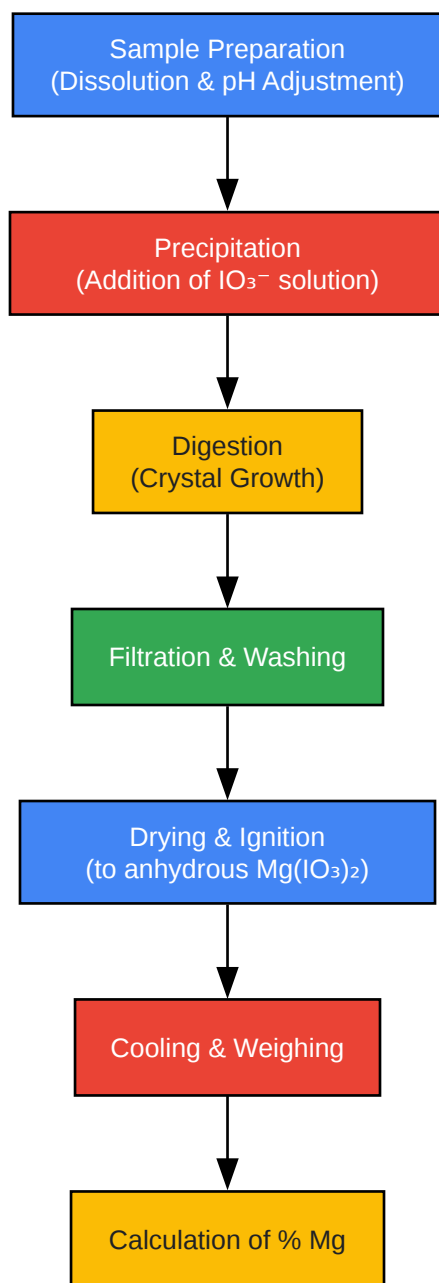 Sample Preparation
(Dissolution & pH Adjustment)
Precipitation
(Addition of IO₃⁻ solution)
Digestion
(Crystal Growth)
Filtration & Washing
Drying & Ignition
(to anhydrous Mg(IO₃)₂)
Cooling & Weighing
Calculation of % Mg